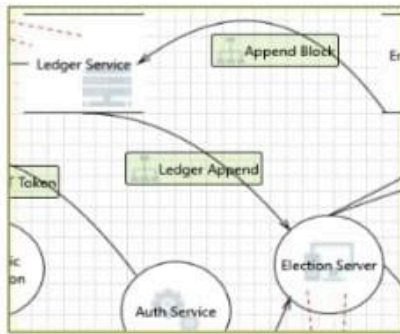 Append Block
Ledger Service
Ledger Append
Token
Election Server
Auth Service